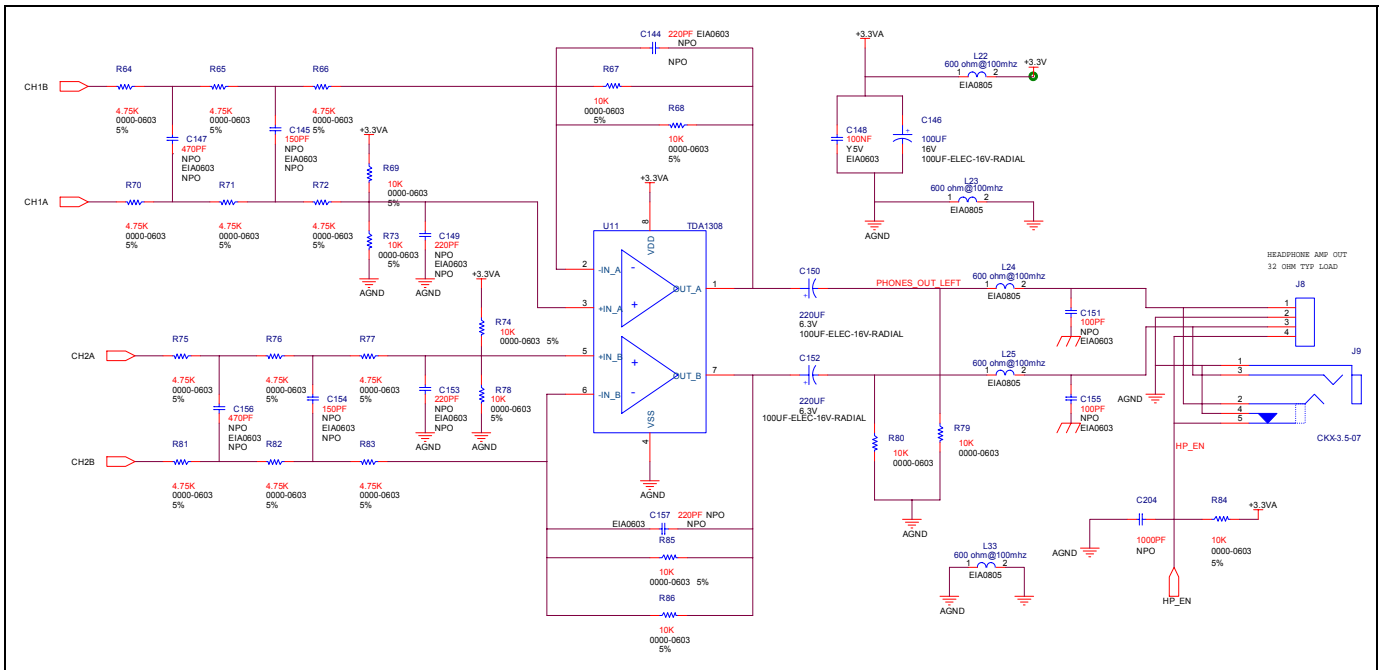 C144 220PF EIA0603
NPO
NPO
+3.3VA
L22
600 ohm@100mhz
1 2
EIA0805
+3.3V
R64
R65
R66
R67
CH1B
4.75K
0000-0603
5%
4.75K
0000-0603
5%
4.75K
0000-0603
5%
10K
0000-0603
5%
R68
10K
0000-0603
5%
C147
470PF
NPO
EIA0603
NPO
C145
150PF
NPO
EIA0603
NPO
+3.3VA
R69
10K
0000-0603
5%
C148
100NF
Y5V
EIA0603
+
C146
100UF
16V
100UF-ELEC-16V-RADIAL
L23
600 ohm@100mhz
1 2
EIA0805
AGND
R70
R71
R72
CH1A
4.75K
0000-0603
5%
4.75K
0000-0603
5%
4.75K
0000-0603
5%
R73
10K
0000-0603
5%
C149
220PF
NPO
EIA0603
NPO
AGND
AGND
+3.3VA
U11
TDA1308
8
VDD
2
-IN_A
-
3
+IN_A
+
OUT_A
1
5
+IN_B
+
6
-IN_B
-
OUT_B
7
VSS
4
AGND
+3.3VA
R74
10K
0000-0603 5%
R78
10K
0000-0603
5%
AGND
C150
+
220UF
6.3V
100UF-ELEC-16V-RADIAL
PHONES_OUT_LEFT
L24
600 ohm@100mhz
1 2
EIA0805
C151
100PF
NPO
EIA0603
HEADPHONE AMP OUT
32 OHM TYP LOAD
J8
1
2
3
4
J9
1
3
2
4
5
CKX-3.5-07
R75
R76
R77
CH2A
4.75K
0000-0603
5%
4.75K
0000-0603
5%
4.75K
0000-0603
5%
C156
470PF
NPO
EIA0603
NPO
C154
150PF
NPO
EIA0603
NPO
C153
220PF
NPO
EIA0603
NPO
AGND
C152
+
220UF
6.3V
100UF-ELEC-16V-RADIAL
L25
600 ohm@100mhz
1 2
EIA0805
C155
100PF
NPO
EIA0603
AGND
R80
10K
0000-0603
R79
10K
0000-0603
AGND
HP_EN
R81
R82
R83
CH2B
4.75K
0000-0603
5%
4.75K
0000-0603
5%
4.75K
0000-0603
5%
C157 220PF NPO
EIA0603
NPO
R85
10K
0000-0603 5%
R86
10K
0000-0603
5%
L33
600 ohm@100mhz
1 2
EIA0805
AGND
C204
1000PF
NPO
AGND
R84
10K
0000-0603
5%
+3.3VA
HP_EN